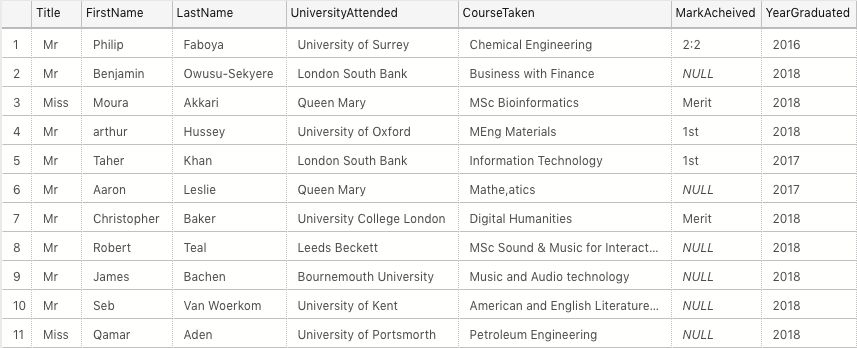 Title FirstName LastName UniversityAttended CourseTaken MarkAcheived YearGraduated
1 Mr Philip Faboya University of Surrey Chemical Engineering 2:2 2016
2 Mr Benjamin Owusu-Sekyere London South Bank Business with Finance NULL 2018
3 Miss Moura Akkari Queen Mary MSc Bioinformatics Merit 2018
4 Mr arthur Hussey University of Oxford MEng Materials 1st 2018
5 Mr Taher Khan London South Bank Information Technology 1st 2017
6 Mr Aaron Leslie Queen Mary Mathe,atics NULL 2017
7 Mr Christopher Baker University College London Digital Humanities Merit 2018
8 Mr Robert Teal Leeds Beckett MSc Sound & Music for Interact... NULL 2018
9 Mr James Bachen Bournemouth University Music and Audio technology NULL 2018
10 Mr Seb Van Woerkom University of Kent American and English Literature... NULL 2018
11 Miss Qamar Aden University of Portsmorth Petroleum Engineering NULL 2018